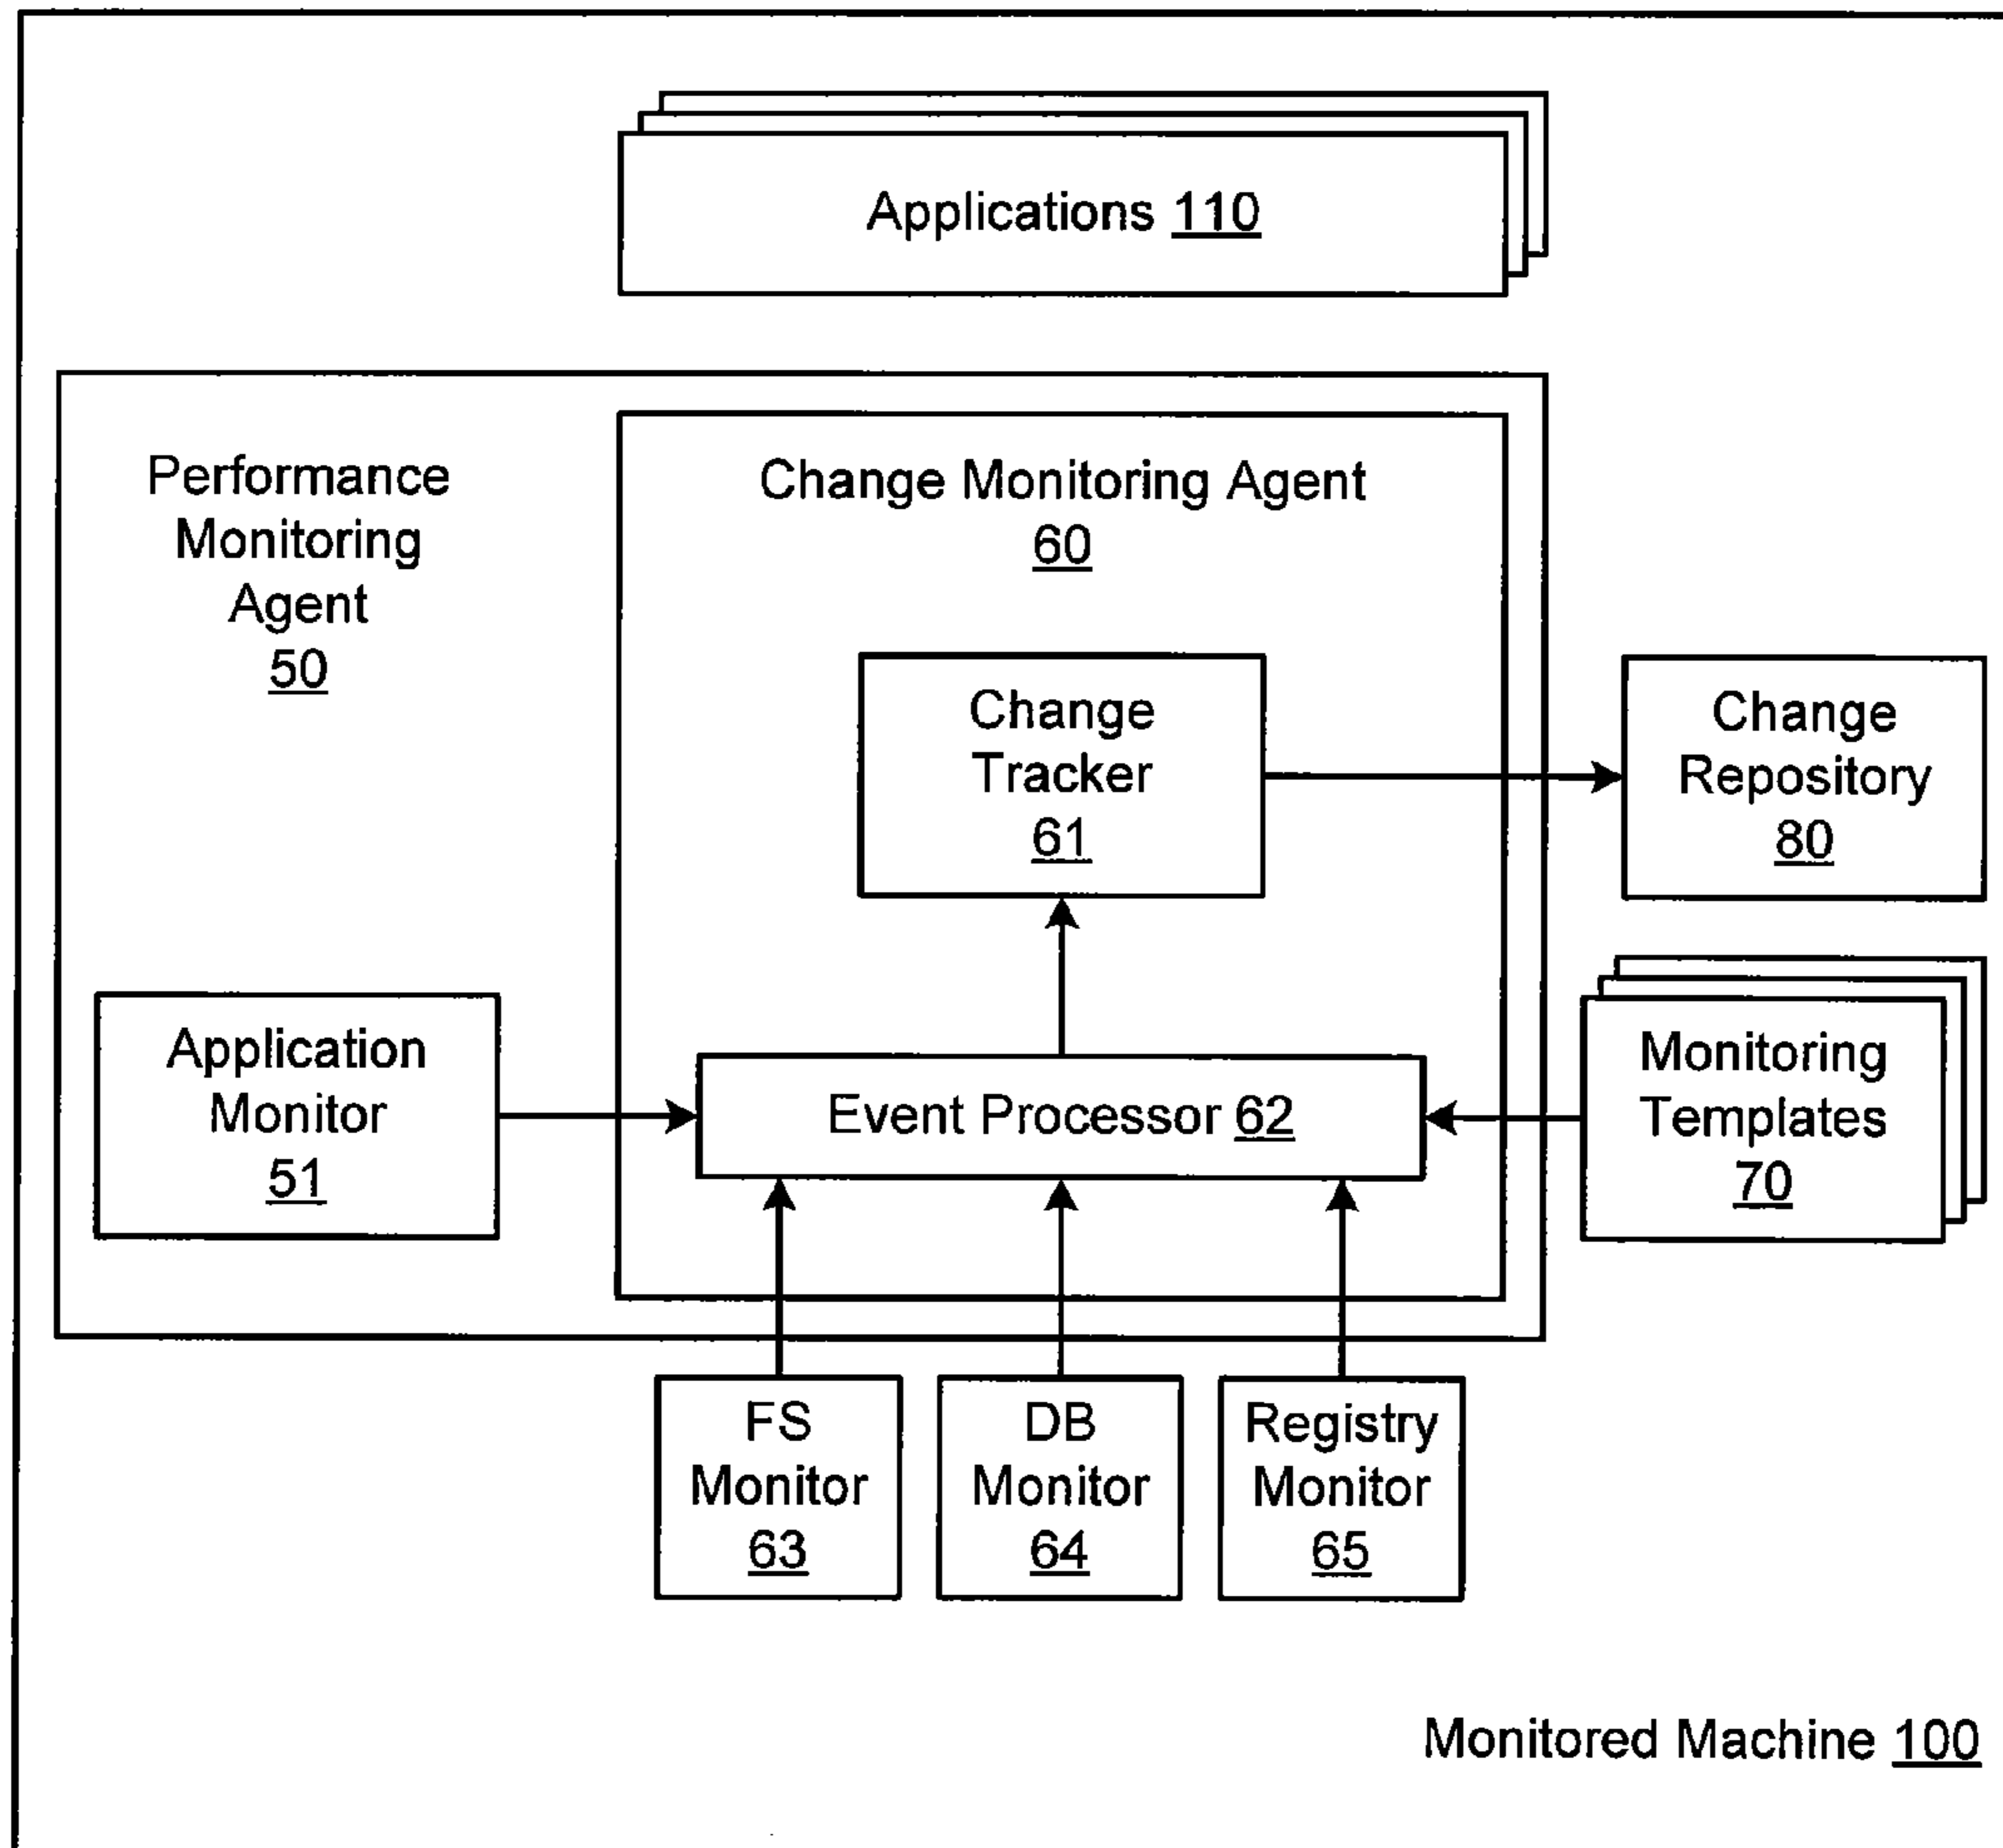 Applications 110
Performance
Monitoring
Agent
50
Change Monitoring Agent
60
Change
Tracker
61
Change
Repository
80
Application
Monitor
51
Event Processor 62
Monitoring
Templates
70
FS
Monitor
63
DB
Monitor
64
Registry
Monitor
65
Monitored Machine 100